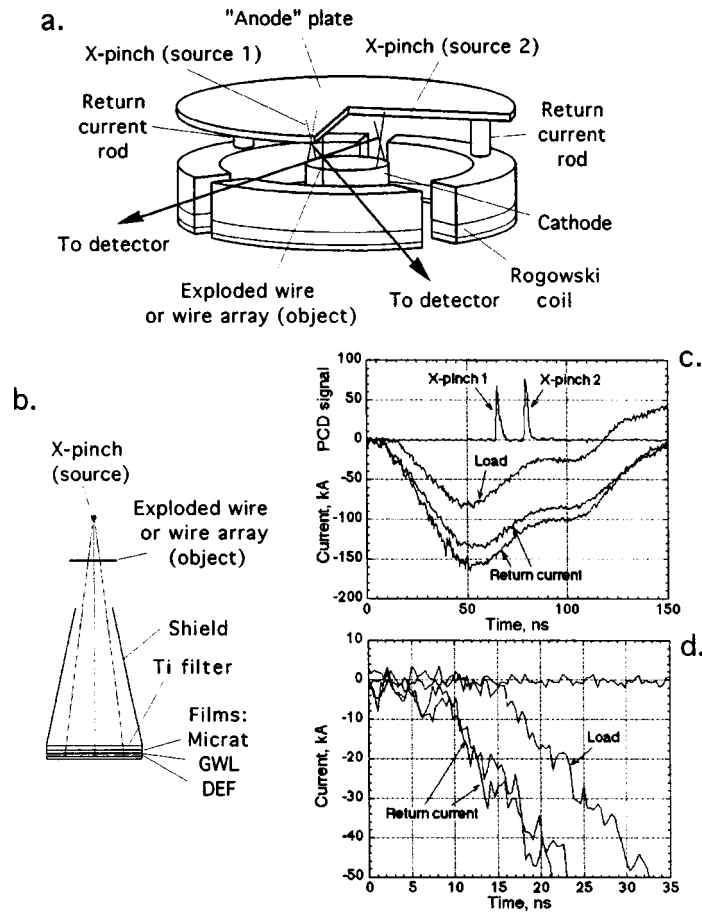 a.
"Anode" plate
X-pinch (source 1)
X-pinch (source 2)
Return
current
rod
Return
current
rod
To detector
Cathode
Exploded wire
or wire array (object)
To detector
Rogowski
coil
b.
X-pinch
(source)
Exploded wire
or wire array
(object)
Shield
Ti filter
Films:
Micrat
GWL
DEF
c.
PCD signal
Current, kA
100
50
0
-50
-100
-150
-200
X-pinch 1
X-pinch 2
Load
Return current
0 50 100 150
Time, ns
d.
Current, kA
10
0
-10
-20
-30
-40
-50
Load
Return current
0 5 10 15 20 25 30 35
Time, ns